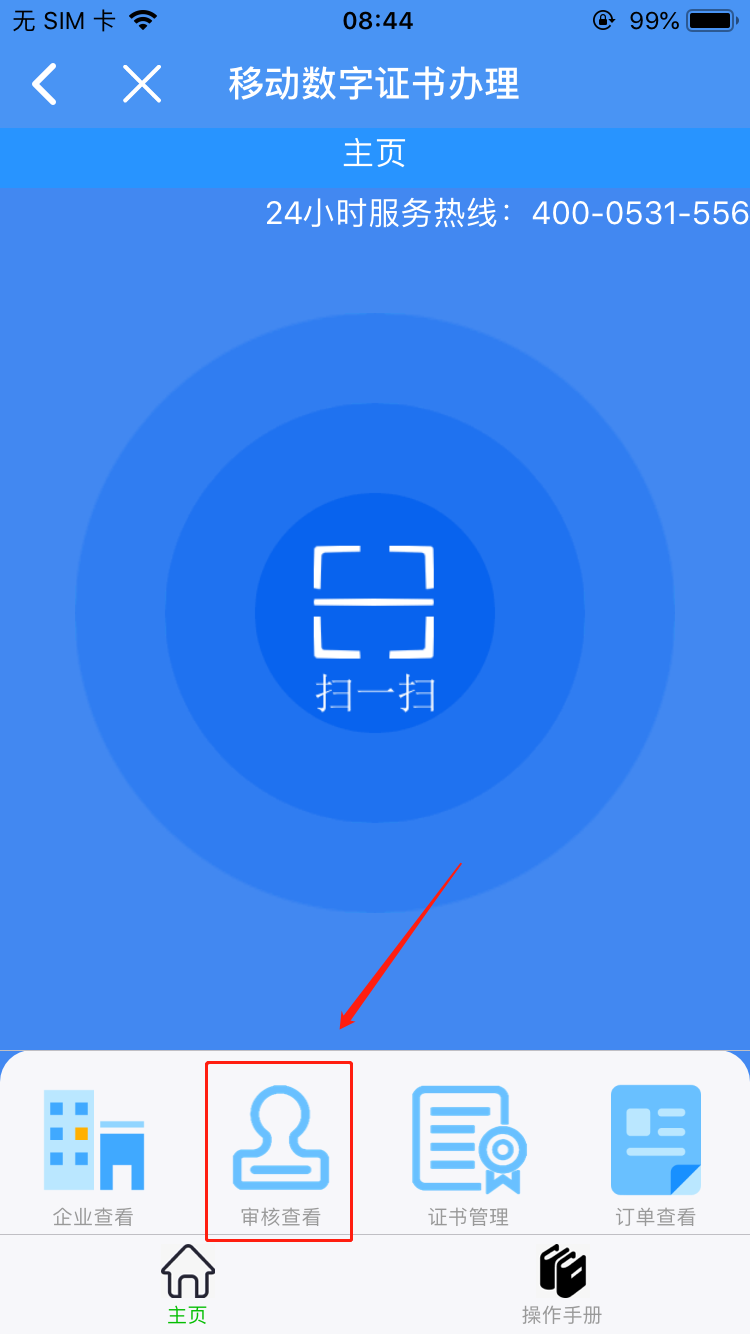 无 SIM 卡 08:44 99%
移动数字证书办理
主页
24小时服务热线：400-0531-556
扫一扫
企业查看 审核查看 证书管理 订单查看
主页 操作手册